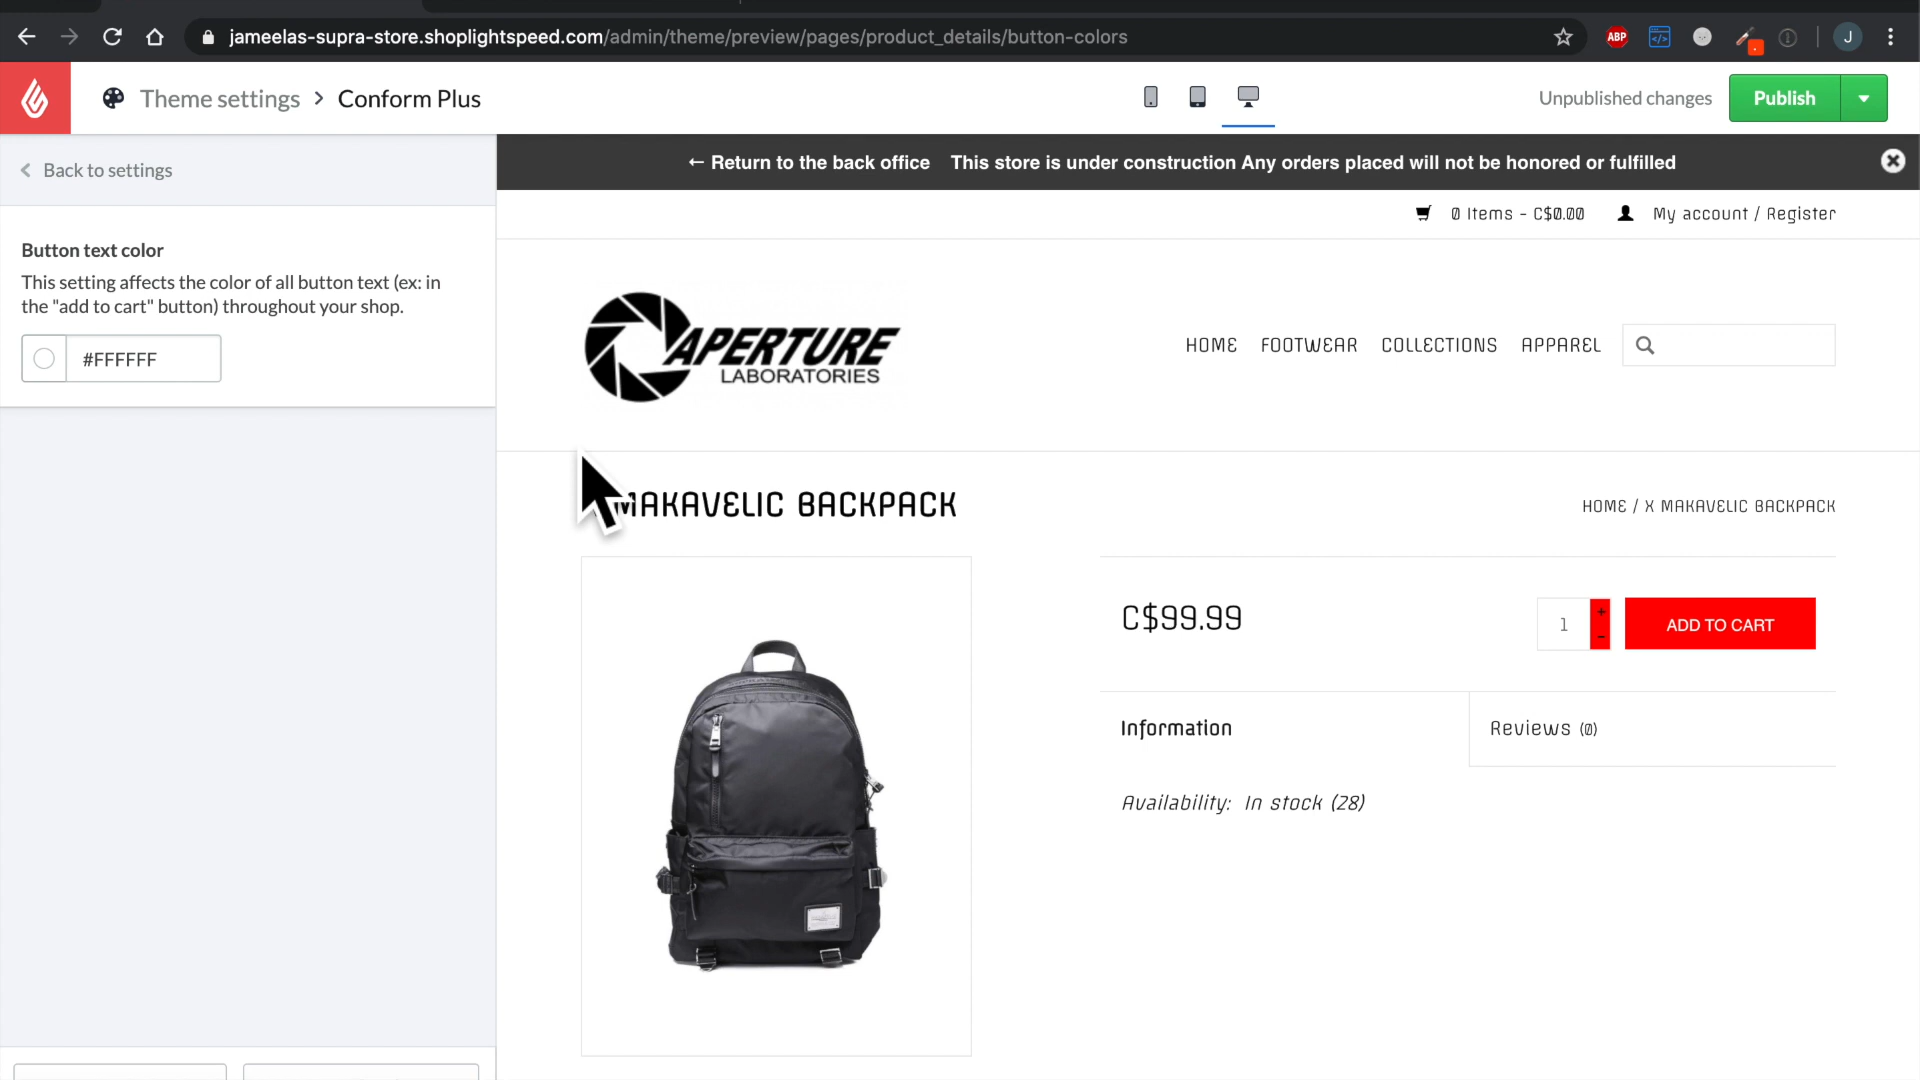 jameelas-supra-store.shoplightspeed.com/admin/theme/preview/pages/product_details/button-colors
ABP
J
Theme settings > Conform Plus
Unpublished changes
Publish
Back to settings
← Return to the back office This store is under construction Any orders placed will not be honored or fulfilled
0 Items - C$0.00
My account / Register
Button text color
This setting affects the color of all button text (ex: in
the "add to cart" button) throughout your shop.
#FFFFFF
APERTURE
LABORATORIES
HOME FOOTWEAR COLLECTIONS APPAREL
MAKAVELIC BACKPACK
HOME / X MAKAVELIC BACKPACK
C$99.99
1
+
-
ADD TO CART
Information
Reviews (0)
Availability: In stock (28)